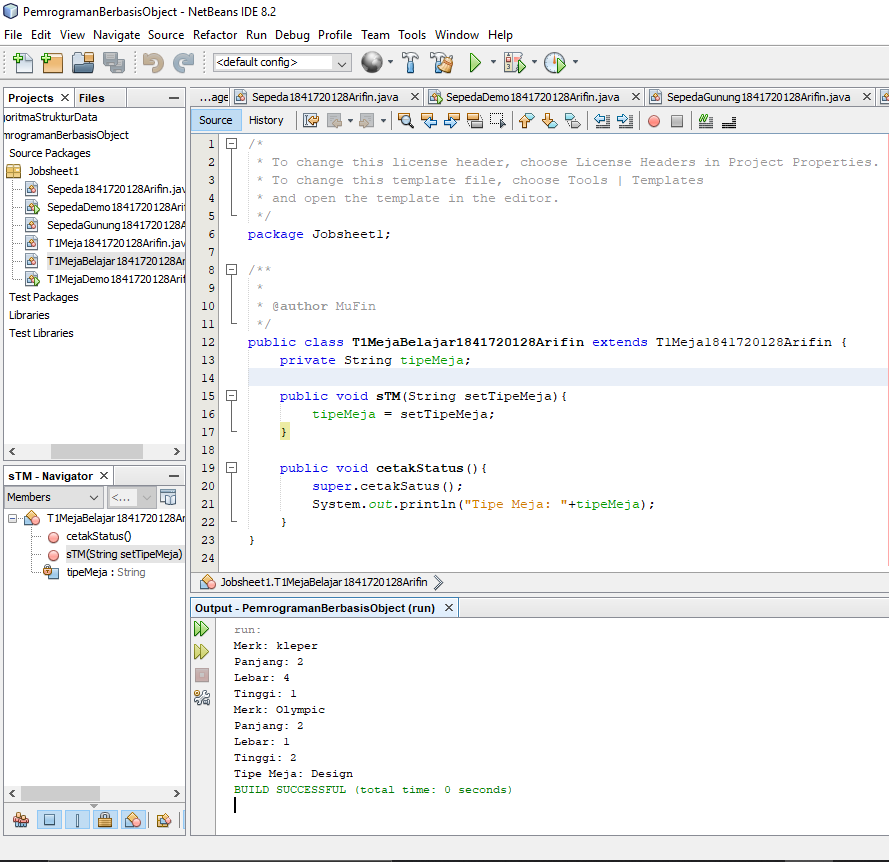 PemrogramanBerbasisObject - NetBeans IDE 8.2
File Edit View Navigate Source Refactor Run Debug Profile Team Tools Window Help
<default config>
Projects Files
...age Sepeda1841720128Arifin.java SepedaDemo1841720128Arifin.java SepedaGunung1841720128Arifin.java
Source History
goritmaStrukturData
mrogramanBerbasisObject
Source Packages
Jobsheet1
Sepeda1841720128Arifin.jav
SepedaDemo1841720128Arif
SepedaGunung1841720128A
T1Meja1841720128Arifin.jav
T1MejaBelajar1841720128Ar
T1MejaDemo1841720128Arif
Test Packages
Libraries
Test Libraries
sTM - Navigator
Members <...
T1MejaBelajar1841720128Ar
cetakStatus()
sTM(String setTipeMeja)
tipeMeja : String
1 /*
2 * To change this license header, choose License Headers in Project Properties.
3 * To change this template file, choose Tools | Templates
4 * and open the template in the editor.
5 */
6 package Jobsheet1;
7
8 /**
9 *
10 * @author MuFin
11 */
12 public class T1MejaBelajar1841720128Arifin extends T1Meja1841720128Arifin {
13 private String tipeMeja;
14
15 public void sTM(String setTipeMeja){
16 tipeMeja = setTipeMeja;
17 }
18
19 public void cetakStatus(){
20 super.cetakSatus();
21 System.out.println("Tipe Meja: "+tipeMeja);
22 }
23 }
24
Jobsheet1.T1MejaBelajar1841720128Arifin
Output - PemrogramanBerbasisObject (run)
run:
Merk: kleper
Panjang: 2
Lebar: 4
Tinggi: 1
Merk: Olympic
Panjang: 2
Lebar: 1
Tinggi: 2
Tipe Meja: Design
BUILD SUCCESSFUL (total time: 0 seconds)